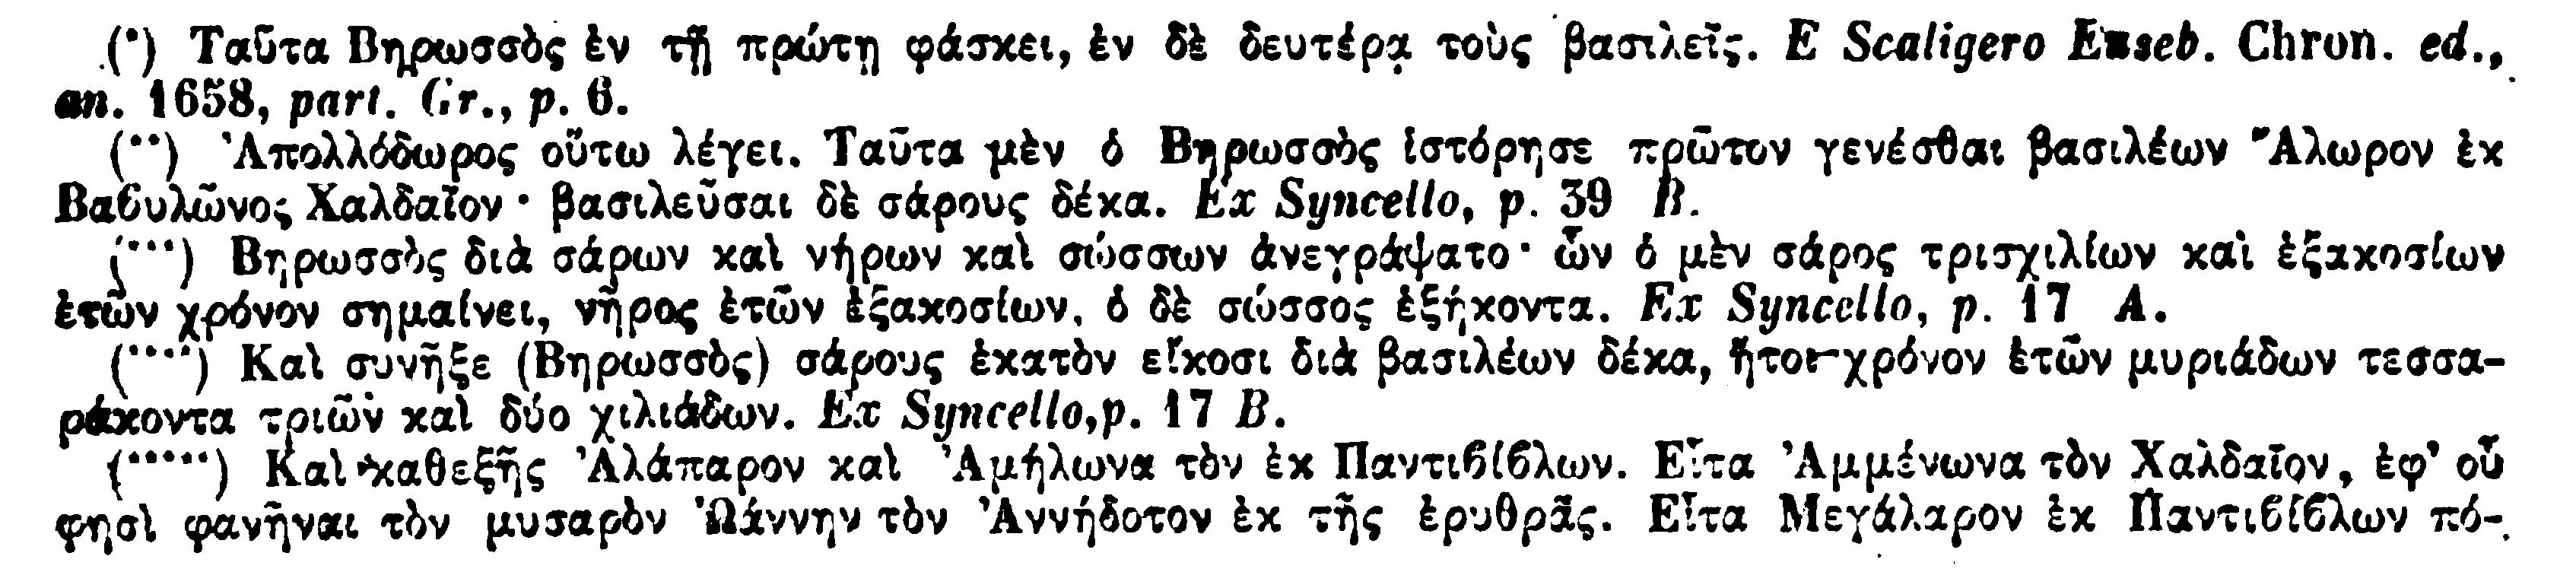 (*) Ταῦτα Βηρωσσὸς ἐν τῇ πρώτῃ φάσκει, ἐν δὲ δευτέρᾳ τοὺς βασιλεῖς. E Scaligero Euseb. Chron. ed.,
an. 1658, part. Gr., p. 6.
(**) Ἀπολλόδωρος οὕτω λέγει. Ταῦτα μὲν ὁ Βηρωσσὸς ἱστόρησε πρῶτον γενέσθαι βασιλέων Ἄλωρον ἐκ
Βαϐυλῶνος Χαλδαῖον · βασιλεῦσαι δὲ σάρους δέκα. Ex Syncello, p. 39 B.
(***) Βηρωσσὸς διὰ σάρων καὶ νήρων καὶ σώσσων ἀνεγράψατο · ὧν ὁ μὲν σάρος τρισχιλίων καὶ ἑξακοσίων
ἐτῶν χρόνον σημαίνει, νῆρος ἐτῶν ἑξακοσίων, ὁ δὲ σώσσος ἑξήκοντα. Ex Syncello, p. 17 A.
(****) Καὶ συνῆξε (Βηρωσσὸς) σάρους ἑκατὸν εἴκοσι διὰ βασιλέων δέκα, ἤτοι χρόνον ἐτῶν μυριάδων τεσσα-
ράκοντα τριῶν καὶ δύο χιλιάδων. Ex Syncello, p. 17 B.
(*****) Καὶ καθεξῆς Ἀλάπαρον καὶ Ἀμήλωνα τὸν ἐκ Παντιϐίϐλων. Εἶτα Ἀμμένωνα τὸν Χαλδαῖον, ἐφ' οὗ
φησὶ φανῆναι τὸν μυσαρὸν Ὠάννην τὸν Ἀννήδοτον ἐκ τῆς ἐρυθρᾶς. Εἶτα Μεγάλαρον ἐκ Παντιϐίϐλων πό-